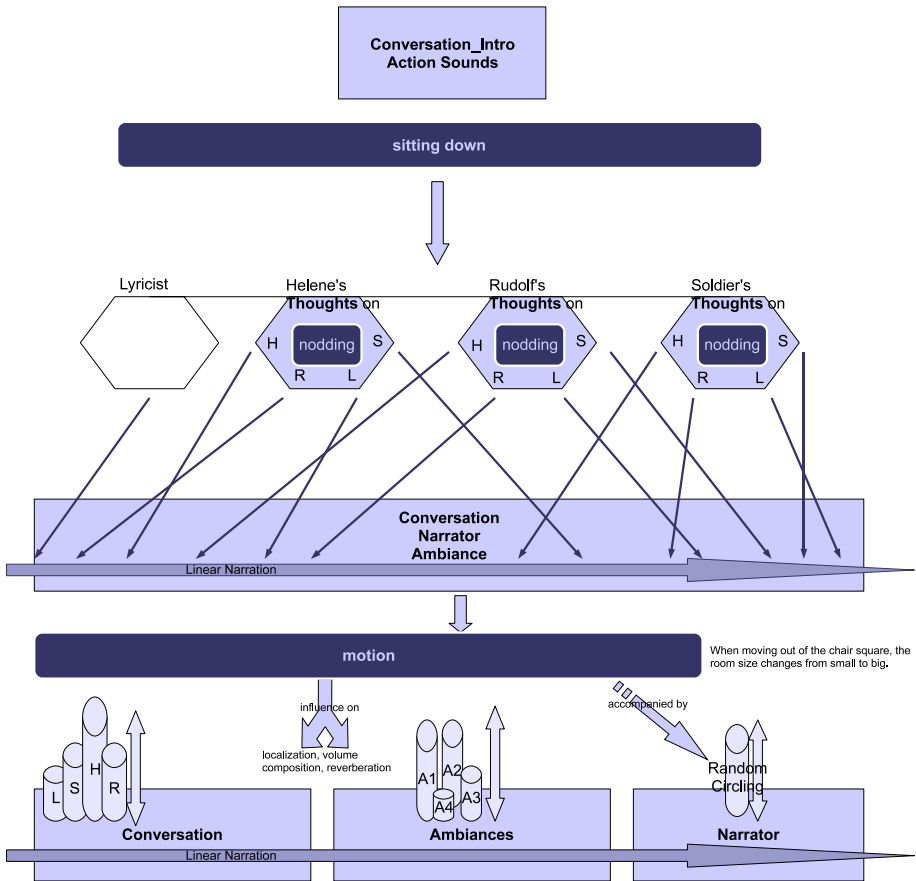 Conversation_Intro
Action Sounds
sitting down
Lyricist
Helene's
Thoughts on
Rudolf's
Thoughts on
Soldier's
Thoughts on
H
nodding
S
R
L
H
nodding
S
R
L
H
nodding
S
R
L
Conversation
Narrator
Ambiance
Linear Narration
motion
When moving out of the chair square, the
room size changes from small to big.
influence on
accompanied by
localization, volume
composition, reverberation
L
S
H
R
A1
A2
A4
A3
Random
Circling
Conversation
Ambiances
Narrator
Linear Narration